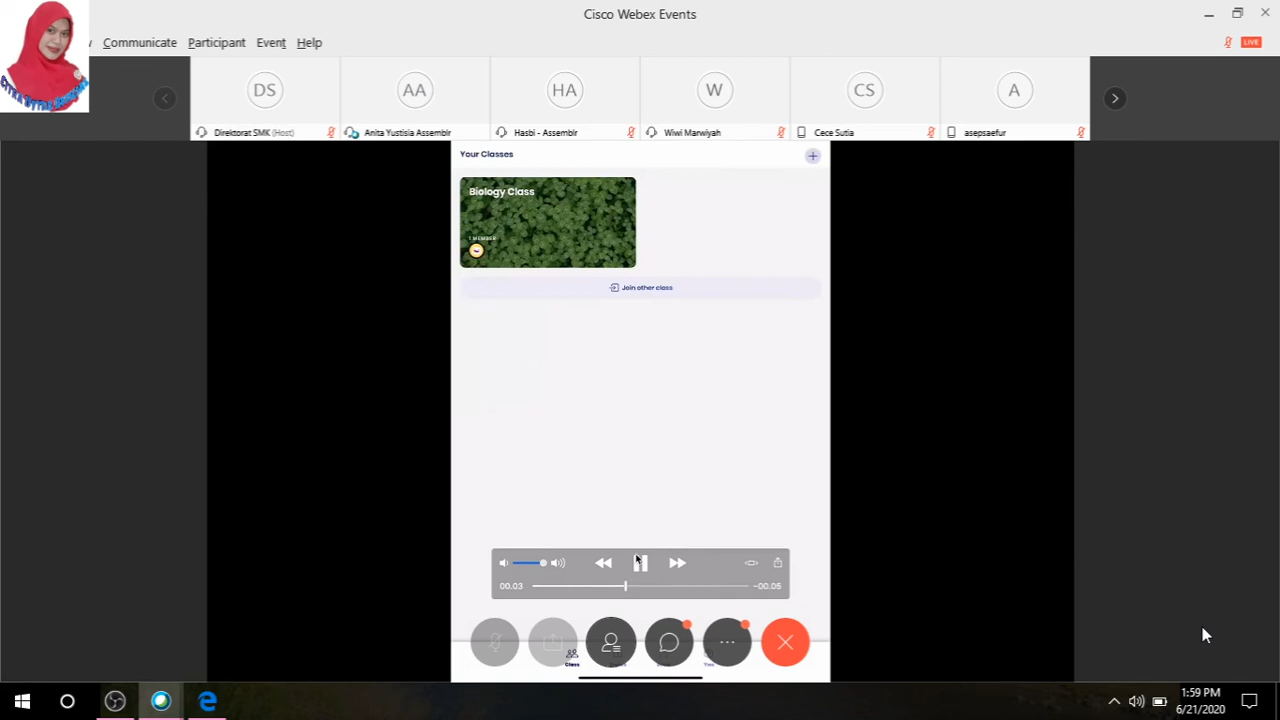 Cisco Webex Events
Communicate Participant Event Help
LIVE
DS AA HA W CS A
Direktorat SMK (Host) Anita Yustisia Assemblr Hasbi - Assemblr Wiwi Marwiyah Cece Sutia asepsaefur
Your Classes
Biology Class
1 MEMBER
Join other class
00.03 -00.05
Class
1:59 PM
6/21/2020